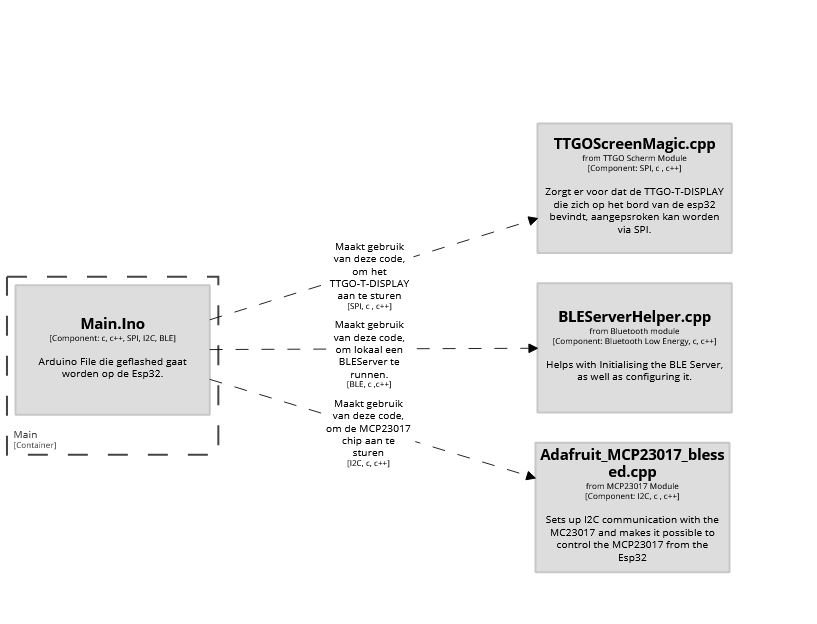 TTGOScreenMagic.cpp
from TTGO Scherm Module
[Component: SPI, c , c++]
Zorgt er voor dat de TTGO-T-DISPLAY
die zich op het bord van de esp32
bevindt, aangepsroken kan worden
via SPI.
Maakt gebruik
van deze code,
om het
TTGO-T-DISPLAY
aan te sturen
[SPI, c , c++]
Main.Ino
[Component: c, c++, SPI, I2C, BLE]
Arduino File die geflashed gaat
worden op de Esp32.
Main
[Container]
Maakt gebruik
van deze code,
om lokaal een
BLEServer te
runnen.
[BLE, c ,c++]
BLEServerHelper.cpp
from Bluetooth module
[Component: Bluetooth Low Energy, c, c++]
Helps with Initialising the BLE Server,
as well as configuring it.
Maakt gebruik
van deze code,
om de MCP23017
chip aan te
sturen
[I2C, c, c++]
Adafruit_MCP23017_bless
ed.cpp
from MCP23017 Module
[Component: I2C, c , c++]
Sets up I2C communication with the
MC23017 and makes it possible to
control the MCP23017 from the
Esp32